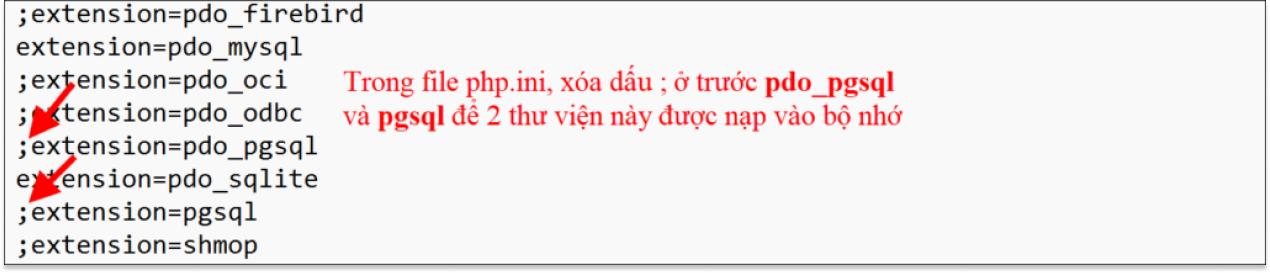 ;extension=pdo_firebird
extension=pdo_mysql
;extension=pdo_oci
;extension=pdo_odbc
;extension=pdo_pgsql
extension=pdo_sqlite
;extension=pgsql
;extension=shmop
Trong file php.ini, xóa dấu ; ở trước pdo_pgsql
và pgsql để 2 thư viện này được nạp vào bộ nhớ